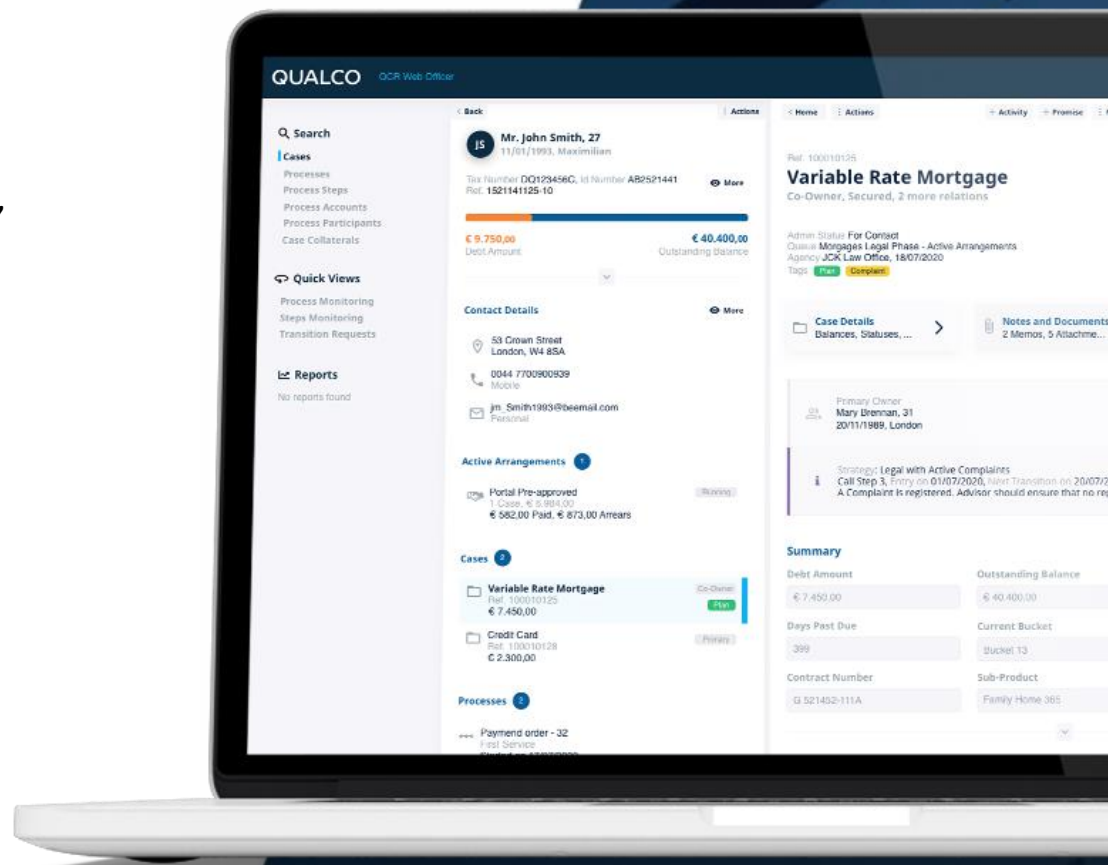 QUALCO QCR Web Officer
Search
Cases
Processes
Process Steps
Process Accounts
Process Participants
Case Collaterals
Quick Views
Process Monitoring
Steps Monitoring
Transition Requests
Reports
No reports found
< Back Actions
JS
Mr. John Smith, 27
11/01/1993, Maximilian
Tax Number DQ123456C, Id Number AB2521441
Ref. 1521141125-10
More
€ 9.750,00 € 40.400,00
Debt Amount Outstanding Balance
Contact Details More
53 Crown Street
London, W4 8SA
0044 7700900939
Mobile
jm_Smith1993@beemail.com
Personal
Active Arrangements 1
Portal Pre-approved Running
€ 582,00 Paid, € 873,00 Arrears
Cases 2
Variable Rate Mortgage Co-Owner
Ref. 100010125 Plan
€ 7.450,00
Credit Card Primary
Ref. 100010128
€ 2.300,00
Processes 2
Paymend order - 32
First Service
< Home Actions + Activity + Promise
Ref. 100010125
Variable Rate Mortgage
Co-Owner, Secured, 2 more relations
Admin Status For Contact
Queue Morgages Legal Phase - Active Arrangements
Agency JCK Law Office, 18/07/2020
Tags Plan Complaint
Case Details
Balances, Statuses, ...
Notes and Documents
2 Memos, 5 Attachme...
Primary Owner
Mary Brennan, 31
20/11/1989, London
Strategy: Legal with Active Complaints
Call Step 3, Entry on 01/07/2020, Next Transition on 20/07/2
A Complaint is registered. Advisor should ensure that no
Summary
Debt Amount Outstanding Balance
€ 7.450,00 € 40.400,00
Days Past Due Current Bucket
399 Bucket 13
Contract Number Sub-Product
G 521452-111A Family Home 365